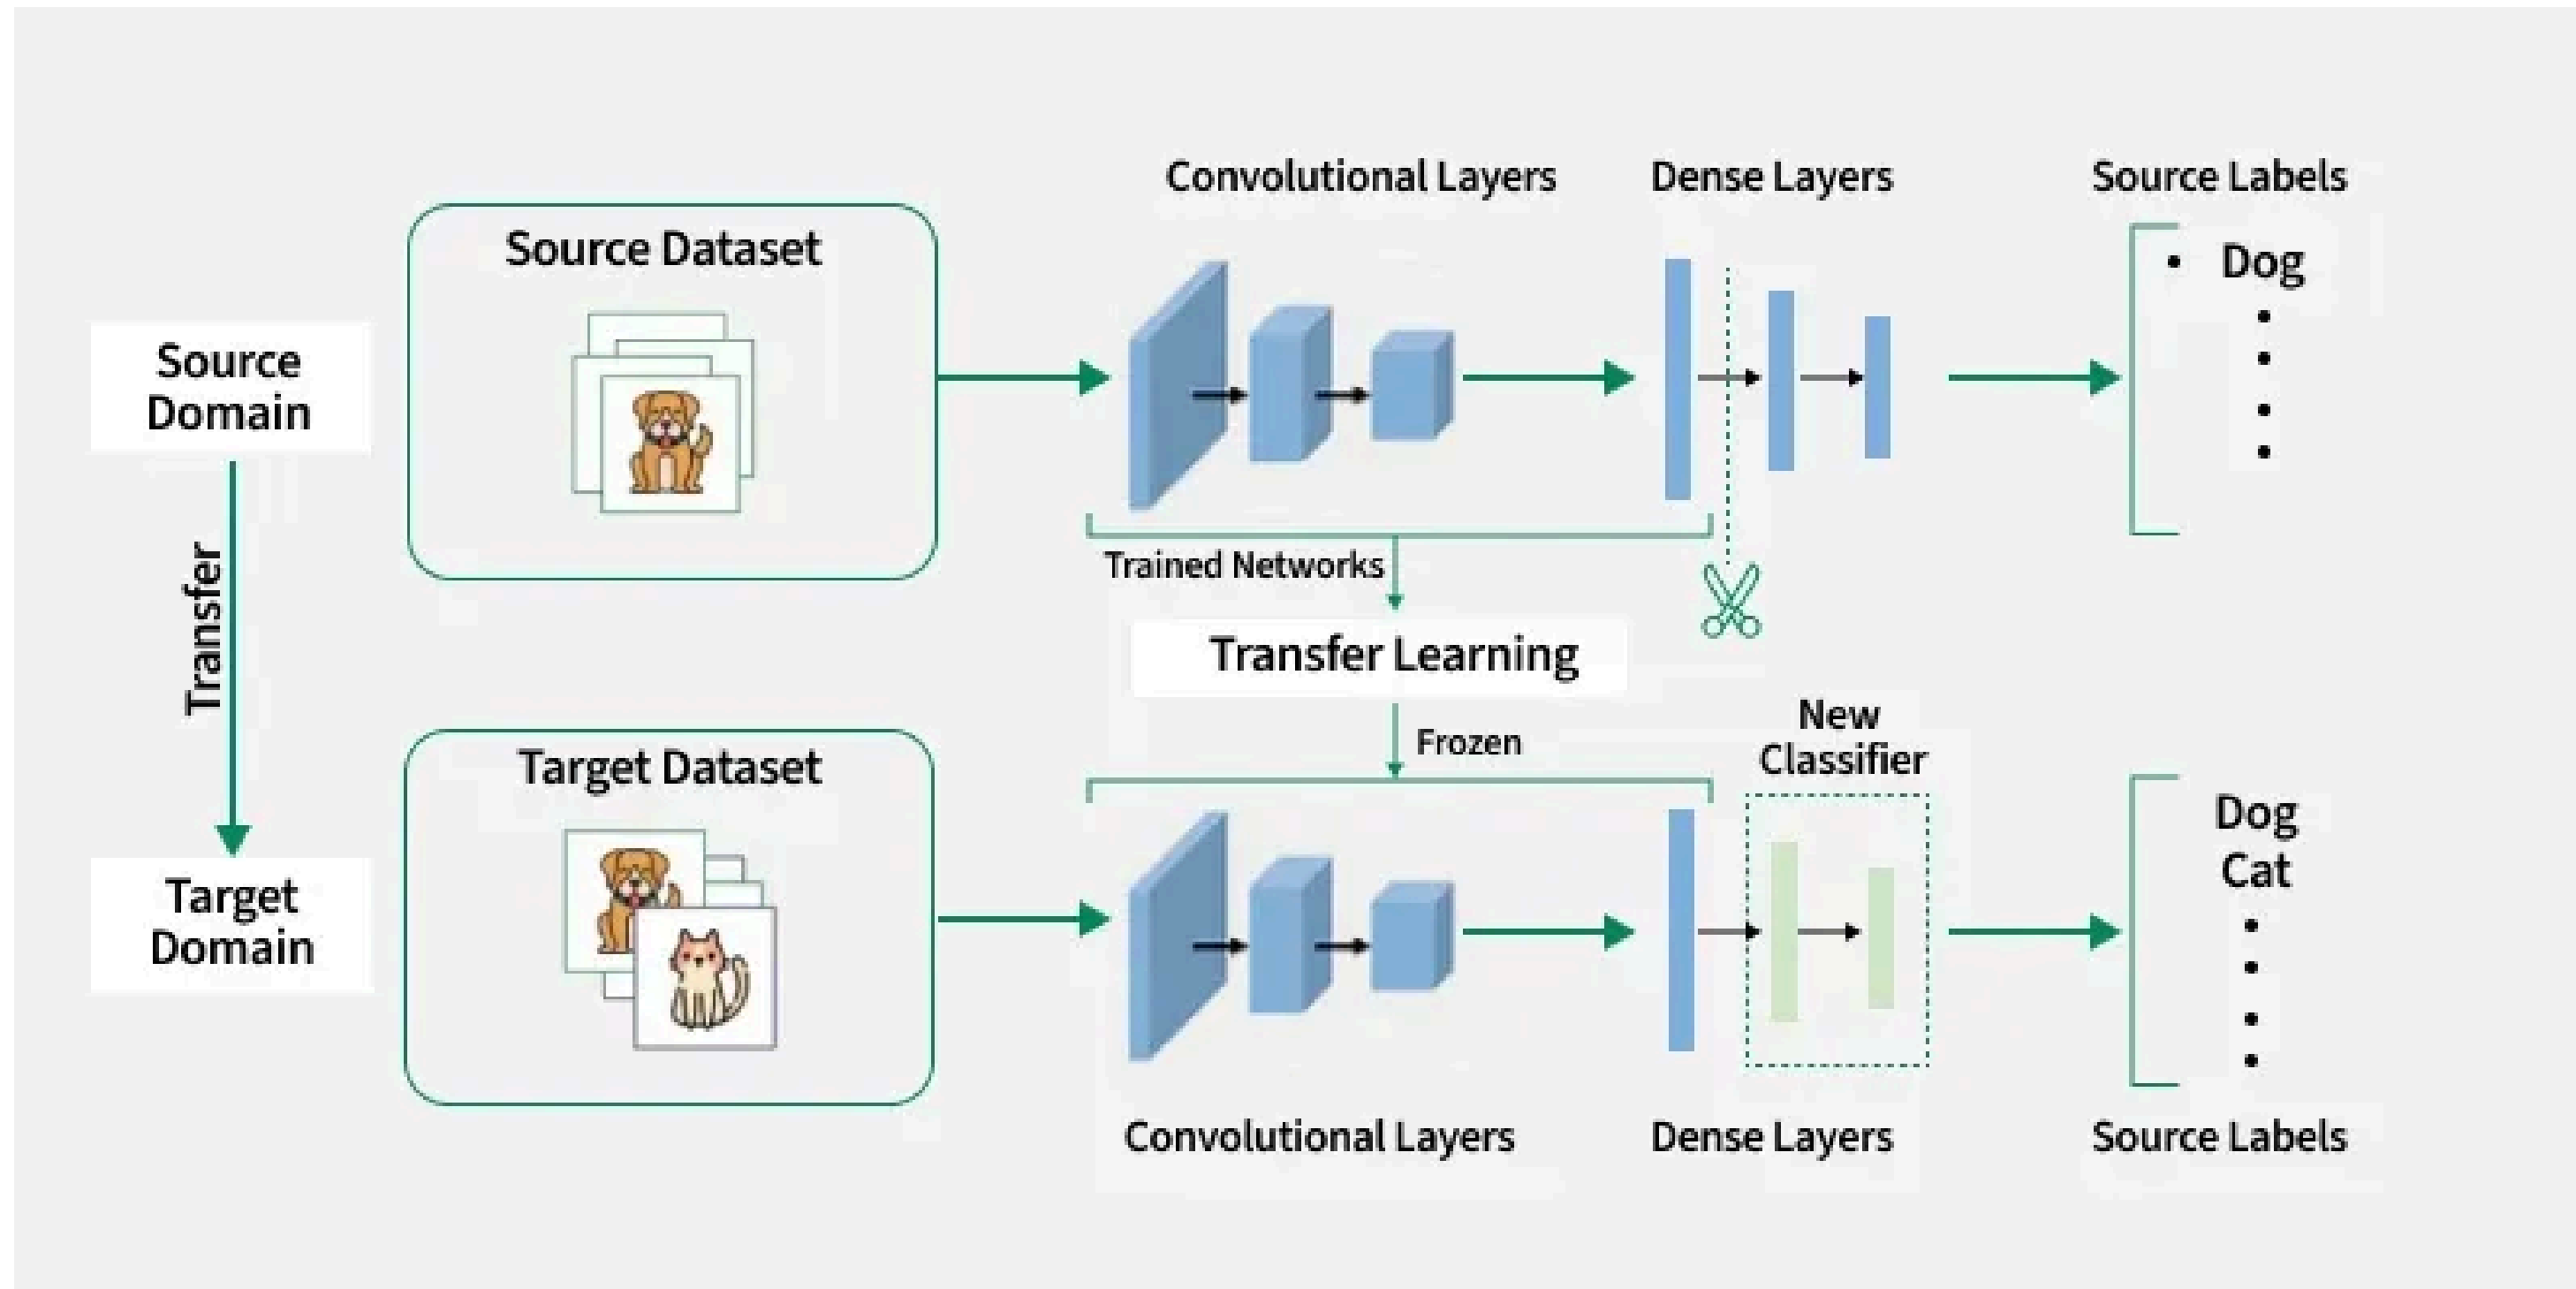 Convolutional Layers
Dense Layers
Source Labels
Source Dataset
• Dog
Source
Domain
Trained Networks
Transfer
Transfer Learning
Frozen
New
Classifier
Target Dataset
Dog
Cat
Target
Domain
Convolutional Layers
Dense Layers
Source Labels